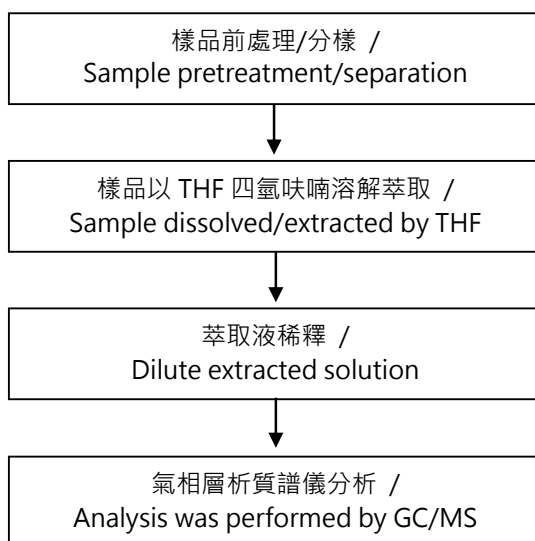 樣品前處理/分樣 /
Sample pretreatment/separation
樣品以 THF 四氫呋喃溶解萃取 /
Sample dissolved/extracted by THF
萃取液稀釋 /
Dilute extracted solution
氣相層析質譜儀分析 /
Analysis was performed by GC/MS